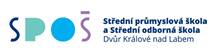 SPOŠ
Střední průmyslová škola
a Střední odborná škola
Dvůr Králové nad Labem